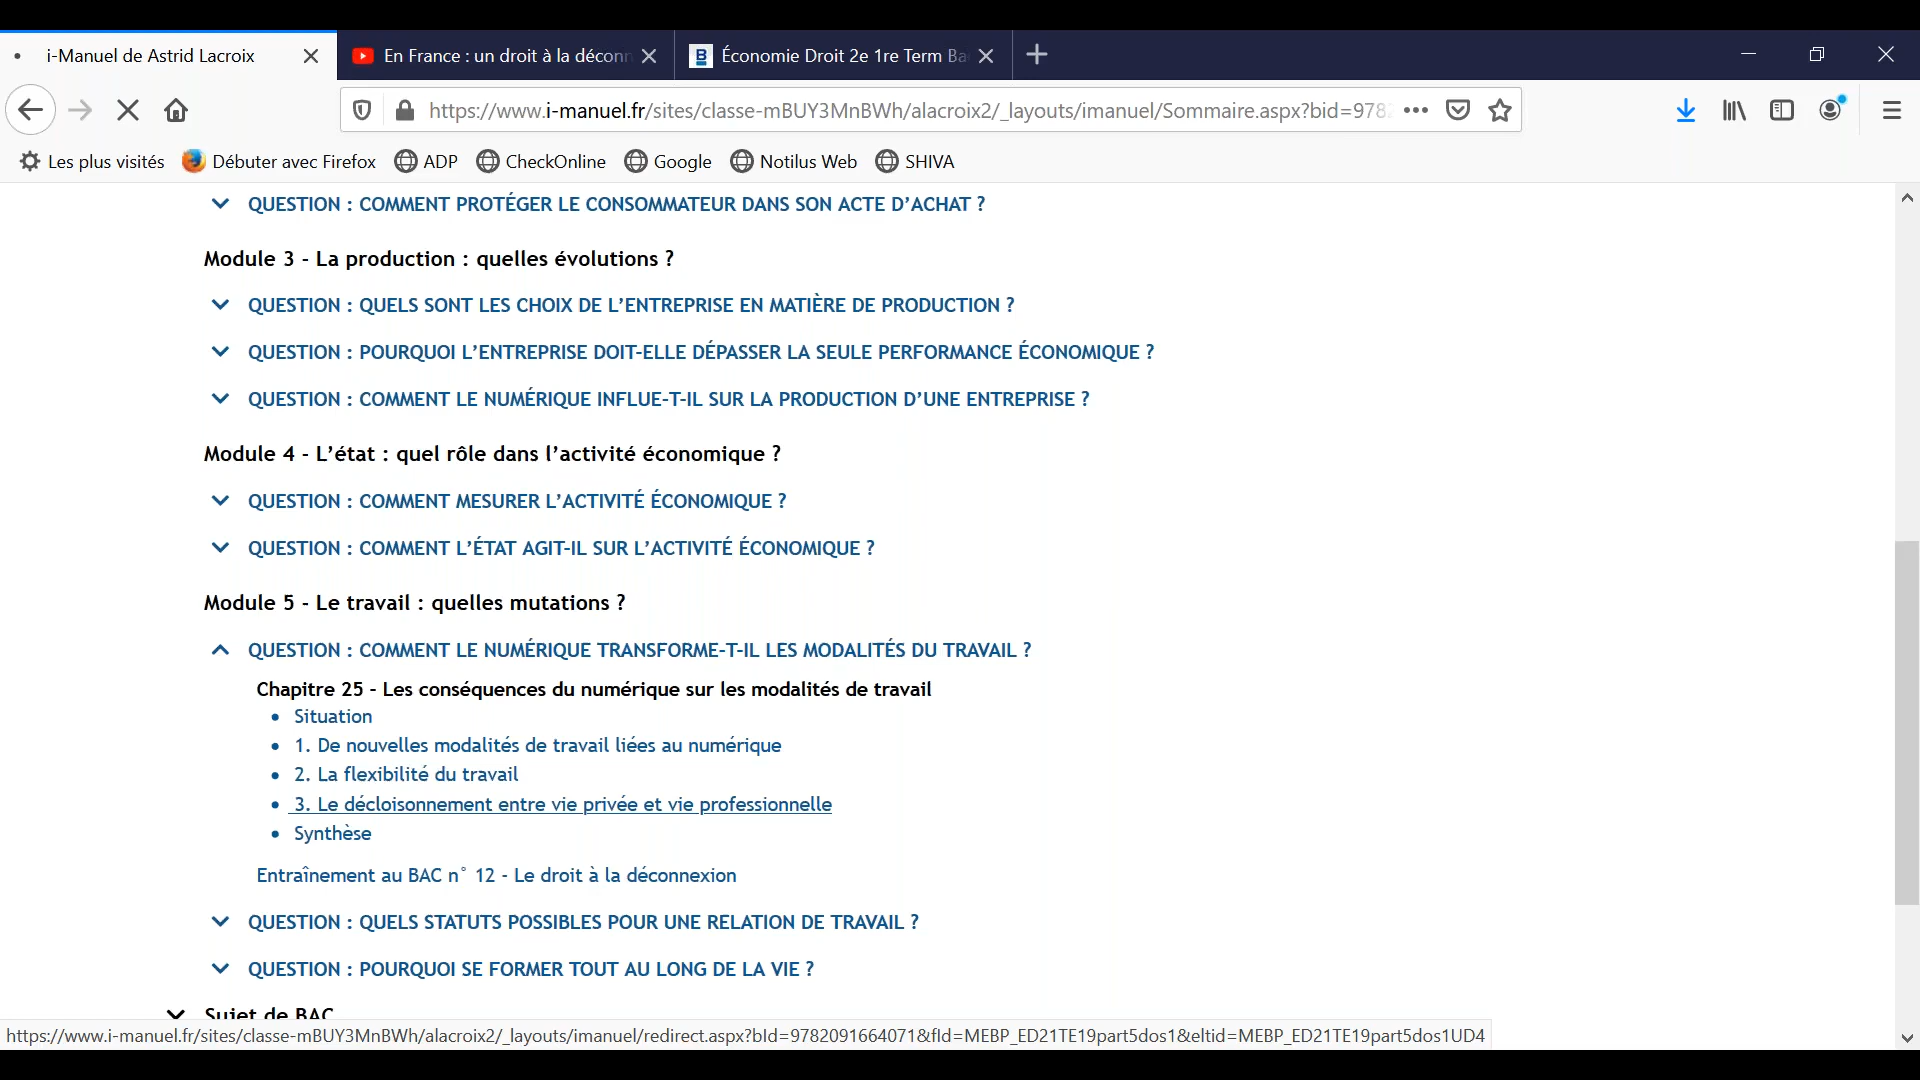 i-Manuel de Astrid Lacroix
En France : un droit à la déconn
Économie Droit 2e 1re Term Ba
https://www.i-manuel.fr/sites/classe-mBUY3MnBWh/alacroix2/_layouts/imanuel/Sommaire.aspx?bid=978
Les plus visités Débuter avec Firefox ADP CheckOnline Google Notilus Web SHIVA
QUESTION : COMMENT PROTÉGER LE CONSOMMATEUR DANS SON ACTE D’ACHAT ?
Module 3 - La production : quelles évolutions ?
QUESTION : QUELS SONT LES CHOIX DE L’ENTREPRISE EN MATIÈRE DE PRODUCTION ?
QUESTION : POURQUOI L’ENTREPRISE DOIT-ELLE DÉPASSER LA SEULE PERFORMANCE ÉCONOMIQUE ?
QUESTION : COMMENT LE NUMÉRIQUE INFLUE-T-IL SUR LA PRODUCTION D’UNE ENTREPRISE ?
Module 4 - L’état : quel rôle dans l’activité économique ?
QUESTION : COMMENT MESURER L’ACTIVITÉ ÉCONOMIQUE ?
QUESTION : COMMENT L’ÉTAT AGIT-IL SUR L’ACTIVITÉ ÉCONOMIQUE ?
Module 5 - Le travail : quelles mutations ?
QUESTION : COMMENT LE NUMÉRIQUE TRANSFORME-T-IL LES MODALITÉS DU TRAVAIL ?
Chapitre 25 - Les conséquences du numérique sur les modalités de travail
• Situation
• 1. De nouvelles modalités de travail liées au numérique
• 2. La flexibilité du travail
• 3. Le décloisonnement entre vie privée et vie professionnelle
• Synthèse
Entraînement au BAC n° 12 - Le droit à la déconnexion
QUESTION : QUELS STATUTS POSSIBLES POUR UNE RELATION DE TRAVAIL ?
QUESTION : POURQUOI SE FORMER TOUT AU LONG DE LA VIE ?
Sujet de BAC
https://www.i-manuel.fr/sites/classe-mBUY3MnBWh/alacroix2/_layouts/imanuel/redirect.aspx?bId=9782091664071&fId=MEBP_ED21TE19part5dos1&eltid=MEBP_ED21TE19part5dos1UD4